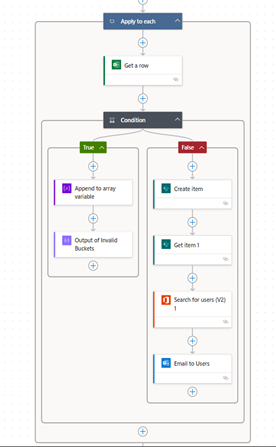 Apply to each
Get a row
Condition
True
False
Append to array
variable
Output of Invalid
Buckets
Create item
Get item 1
Search for users (V2)
1
Email to Users